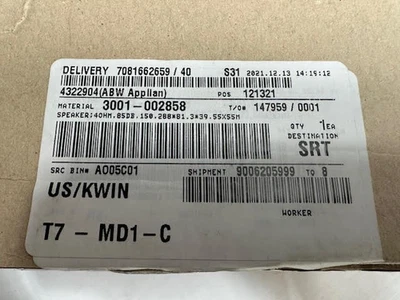 DELIVERY 7081662659 / 40 S31 2021.12.13 14:19:12
4322904(ABW Applian) PO$ 121321
MATERIAL 3001-002858 T/O# 147959 / 0001
SPEAKER:4OHM.85DB.150.288*81.3*39.55X55M
QTY 1EA
DESTINATION
SRT
SRC BIN# A005C01 SHIPMENT 9006205999 TO 8
US/KWIN
WORKER
T7 - MD1-C